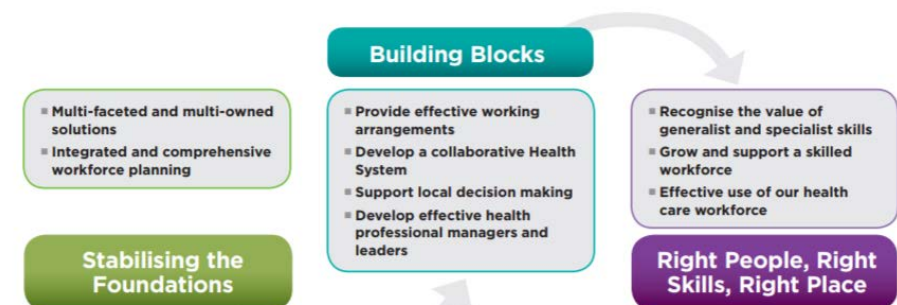 Building Blocks
▪ Multi-faceted and multi-owned
solutions
▪ Integrated and comprehensive
workforce planning
Stabilising the
Foundations
▪ Provide effective working
arrangements
▪ Develop a collaborative Health
System
▪ Support local decision making
▪ Develop effective health
professional managers and
leaders
▪ Recognise the value of
generalist and specialist skills
▪ Grow and support a skilled
workforce
▪ Effective use of our health
care workforce
Right People, Right
Skills, Right Place